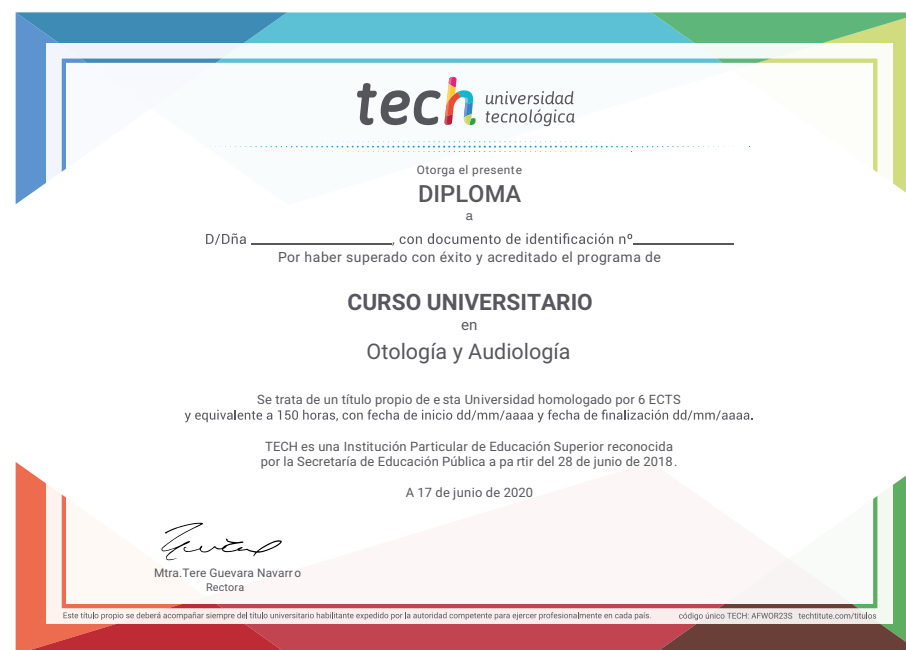 tech universidad
tecnológica
Otorga el presente
DIPLOMA
a
D/Dña ________________, con documento de identificación nº____________
Por haber superado con éxito y acreditado el programa de
CURSO UNIVERSITARIO
en
Otología y Audiología
Se trata de un título propio de e sta Universidad homologado por 6 ECTS
y equivalente a 150 horas, con fecha de inicio dd/mm/aaaa y fecha de finalización dd/mm/aaaa.
TECH es una Institución Particular de Educación Superior reconocida
por la Secretaría de Educación Pública a pa rtir del 28 de junio de 2018.
A 17 de junio de 2020
Mtra.Tere Guevara Navarro
Rectora
Este título propio se deberá acompañar siempre del título universitario habilitante expedido por la autoridad competente para ejercer profesionalmente en cada país. código único TECH: AFWOR23S techtitute.com/titulos